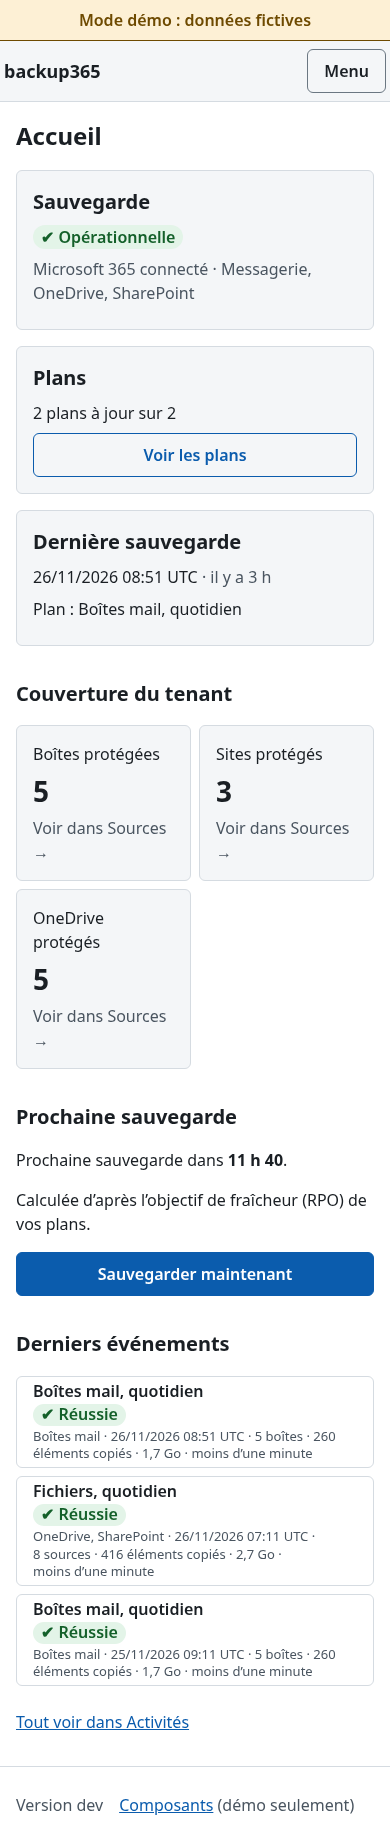 Mode démo : données fictives
backup365
Menu
Accueil
Sauvegarde
✔ Opérationnelle
Microsoft 365 connecté · Messagerie,
OneDrive, SharePoint
Plans
2 plans à jour sur 2
Voir les plans
Dernière sauvegarde
26/11/2026 08:51 UTC · il y a 3 h
Plan : Boîtes mail, quotidien
Couverture du tenant
Boîtes protégées
5
Voir dans Sources
→
Sites protégés
3
Voir dans Sources
→
OneDrive
protégés
5
Voir dans Sources
→
Prochaine sauvegarde
Prochaine sauvegarde dans 11 h 40.
Calculée d’après l’objectif de fraîcheur (RPO) de
vos plans.
Sauvegarder maintenant
Derniers événements
Boîtes mail, quotidien
✔ Réussie
Boîtes mail · 26/11/2026 08:51 UTC · 5 boîtes · 260
éléments copiés · 1,7 Go · moins d’une minute
Fichiers, quotidien
✔ Réussie
OneDrive, SharePoint · 26/11/2026 07:11 UTC ·
8 sources · 416 éléments copiés · 2,7 Go ·
moins d’une minute
Boîtes mail, quotidien
✔ Réussie
Boîtes mail · 25/11/2026 09:11 UTC · 5 boîtes · 260
éléments copiés · 1,7 Go · moins d’une minute
Tout voir dans Activités
Version dev Composants (démo seulement)